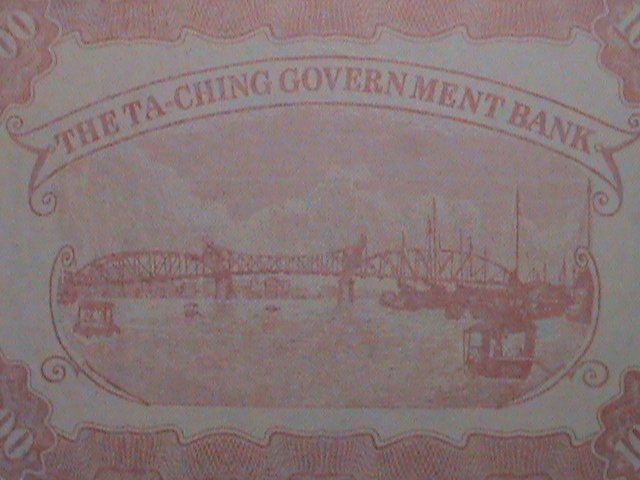 THE TA-CHING GOVERNMENT BANK